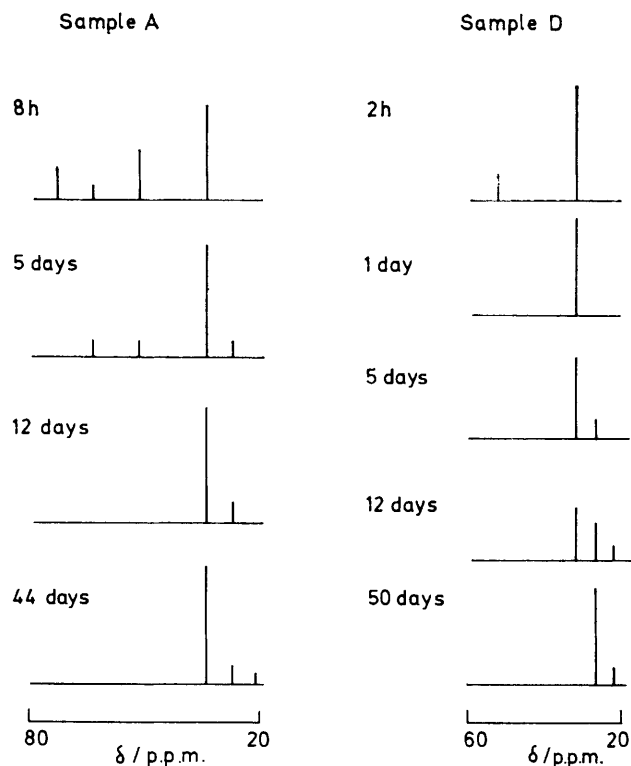 Sample A
8h
5 days
12 days
44 days
80 20
δ / p.p.m.
Sample D
2h
1 day
5 days
12 days
50 days
60 20
δ / p.p.m.